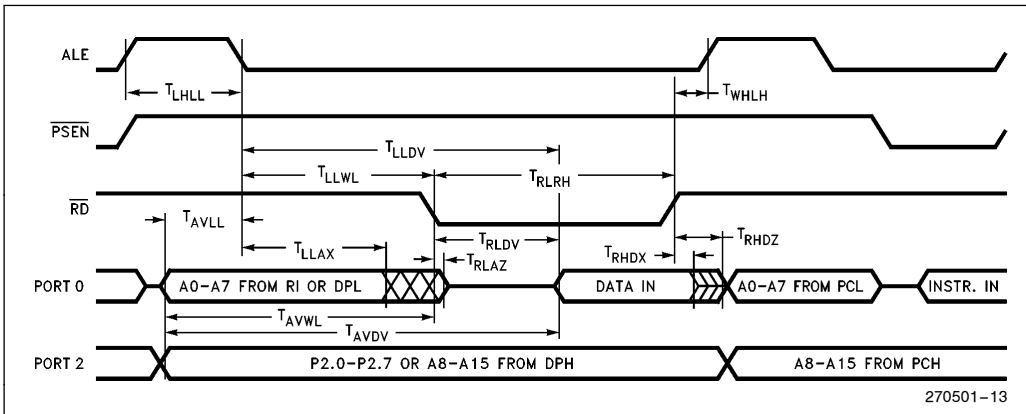 ALE
T_LHLL
T_WHLH
PSEN
T_LLDV
T_LLWL
T_RLRH
RD
T_AVLL
T_RLDV
T_RHDZ
T_LLAX
T_RLAZ
T_RHDX
PORT 0
A0–A7 FROM RI OR DPL
DATA IN
A0–A7 FROM PCL
INSTR. IN
T_AVWL
T_AVDV
PORT 2
P2.0–P2.7 OR A8–A15 FROM DPH
A8–A15 FROM PCH
270501–13